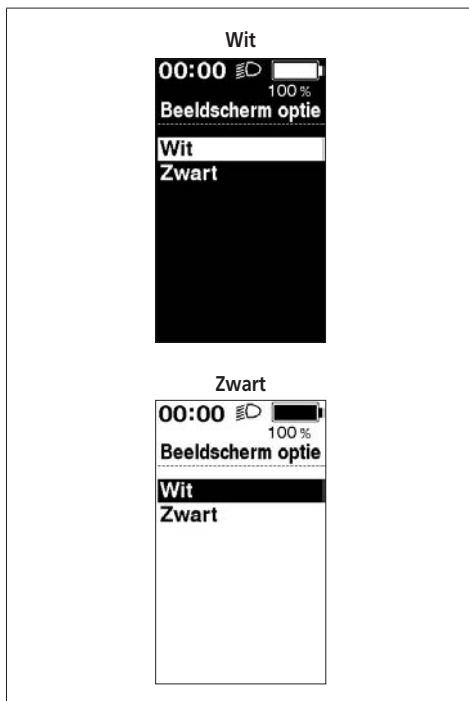 Wit
00:00
100 %
Beeldscherm optie
Wit
Zwart
Zwart
00:00
100 %
Beeldscherm optie
Wit
Zwart